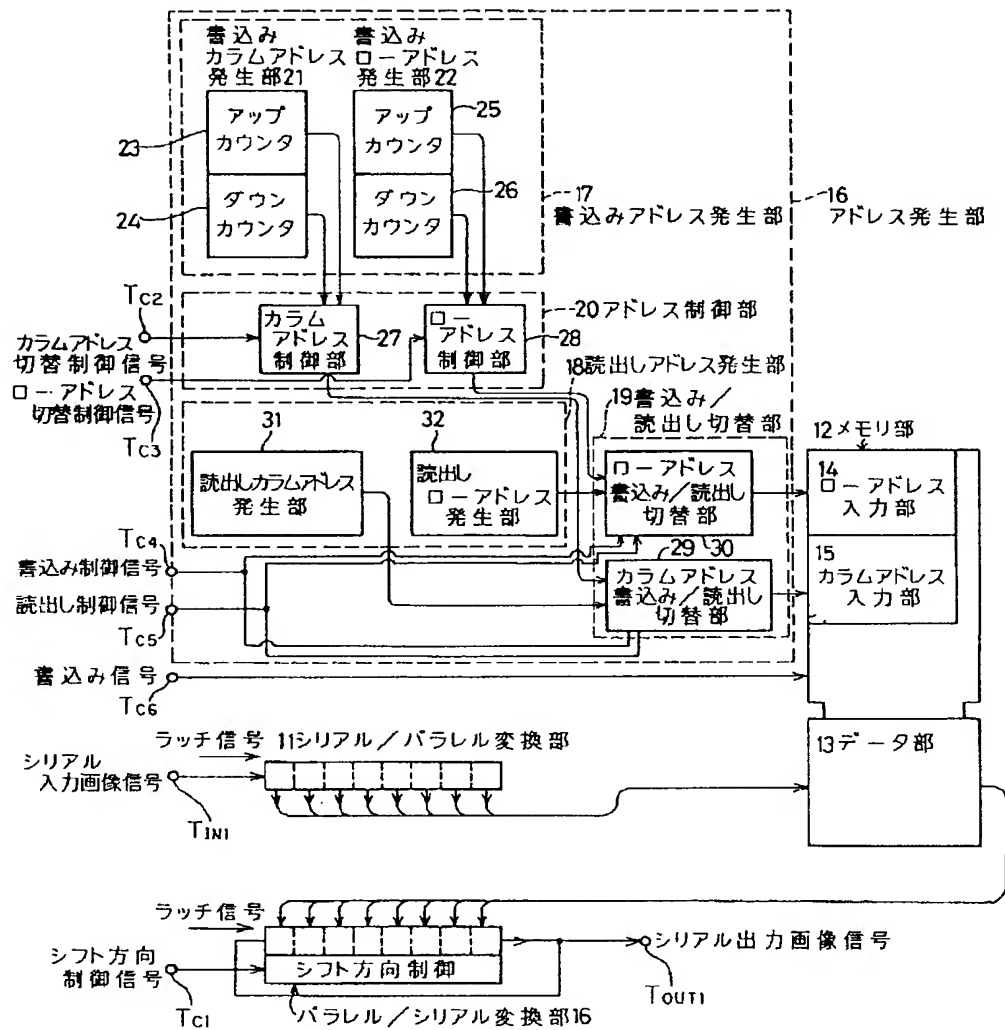 書込み
カラムアドレス
発生部21
書込み
ローアドレス
発生部22
アップ
カウンタ
ダウン
カウンタ
アップ
カウンタ
ダウン
カウンタ
23
24
25
26
17
書込みアドレス発生部
16
アドレス発生部
TC2
カラムアドレス
切替制御信号
ローアドレス
切替制御信号
TC3
カラム
アドレス
制御部
27
ロー
アドレス
制御部
28
20アドレス制御部
18読出しアドレス発生部
31
読出しカラムアドレス
発生部
32
読出し
ローアドレス
発生部
19書込み/
読出し切替部
ローアドレス
書込み/読出し
切替部
30
29
カラムアドレス
書込み/読出し
切替部
12メモリ部
14
ローアドレス
入力部
15
カラムアドレス
入力部
TC4
書込み制御信号
読出し制御信号
TC5
書込み信号
TC6
ラッチ信号
11シリアル/パラレル変換部
シリアル
入力画像信号
TIN1
13データ部
ラッチ信号
シフト方向
制御信号
TC1
シフト方向制御
パラレル/シリアル変換部16
シリアル出力画像信号
TOUT1